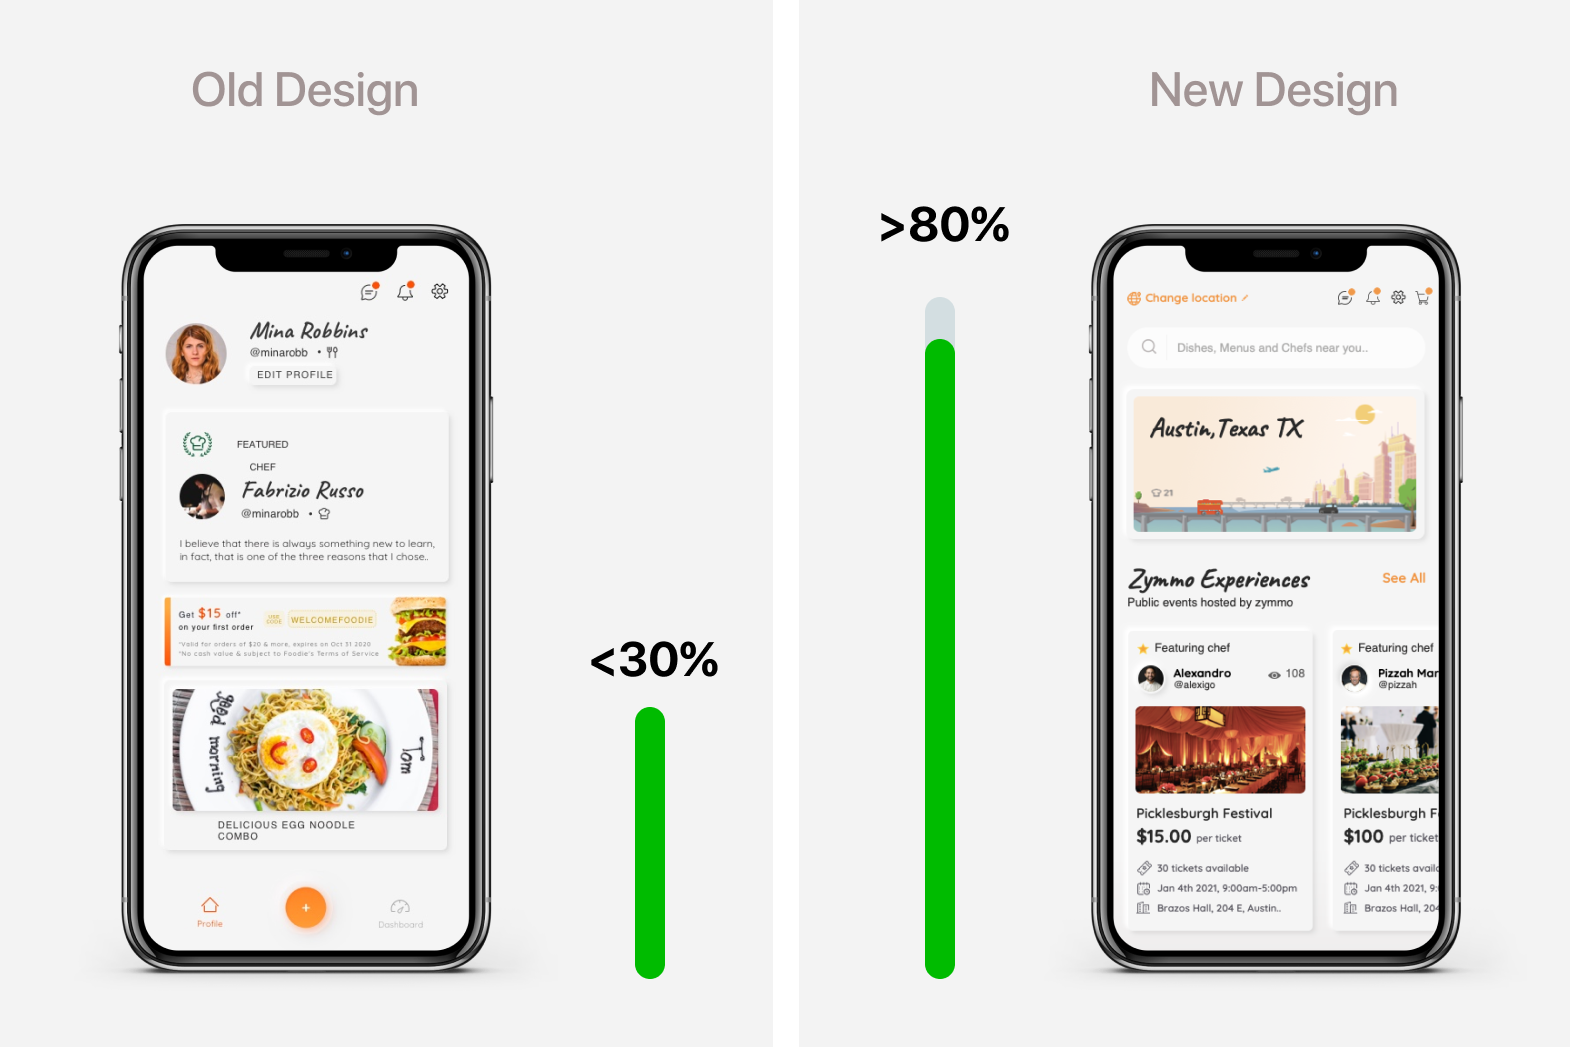 Old Design
Mina Robbins
@minarobb •
EDIT PROFILE
FEATURED
CHEF
Fabrizio Russo
@minarobb •
I believe that there is always something new to learn,
in fact, that is one of the three reasons that I chose..
Get $15 off*
on your first order
USE
CODE
WELCOMEFOODIE
*Valid for orders of $20 & more, expires on Oct 31 2020
*No cash value & subject to Foodie's Terms of Service
good morning
Tom
DELICIOUS EGG NOODLE
COMBO
+
Profile
Dashboard
<30%
New Design
>80%
Change location
Dishes, Menus and Chefs near you..
Austin,Texas TX
21
Zymmo Experiences
See All
Public events hosted by zymmo
Featuring chef
Alexandro
@alexigo
108
Picklesburgh Festival
$15.00 per ticket
30 tickets available
Jan 4th 2021, 9:00am-5:00pm
Brazos Hall, 204 E, Austin..
Featuring chef
Pizzah Mar
@pizzah
Picklesburgh F
$100 per ticke
30 tickets availa
Jan 4th 2021, 9:
Brazos Hall, 204